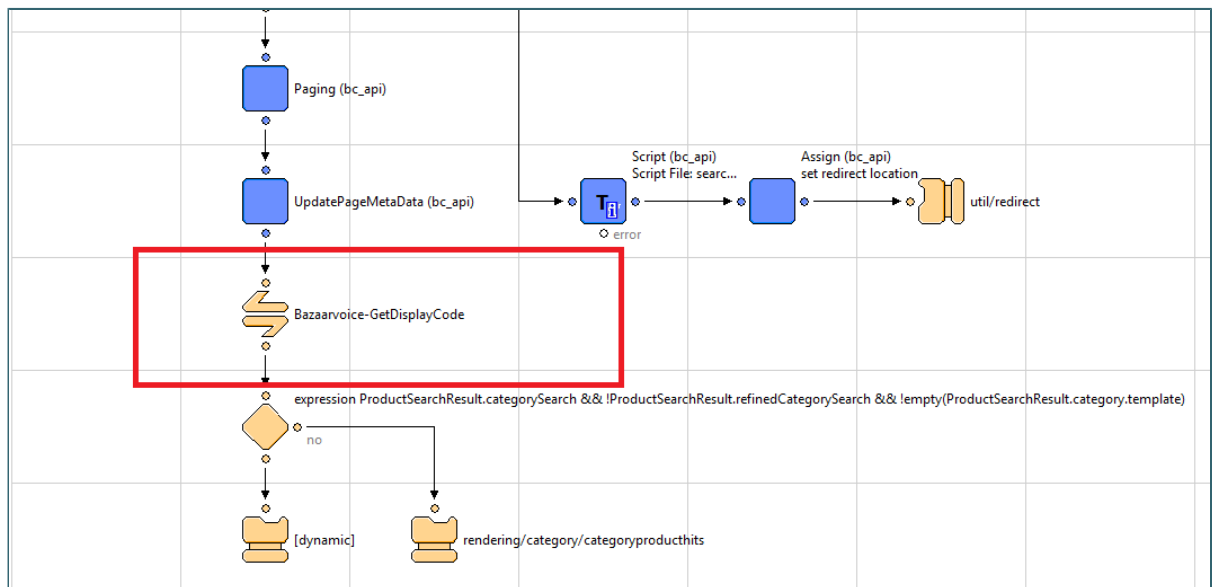 Paging (bc_api)
Script (bc_api)
Script File: searc...
Assign (bc_api)
set redirect location
UpdatePageMetaData (bc_api)
T
i
util/redirect
error
Bazaarvoice-GetDisplayCode
expression ProductSearchResult.categorySearch && !ProductSearchResult.refinedCategorySearch && !empty(ProductSearchResult.category.template)
no
[dynamic]
rendering/category/categoryproducthits